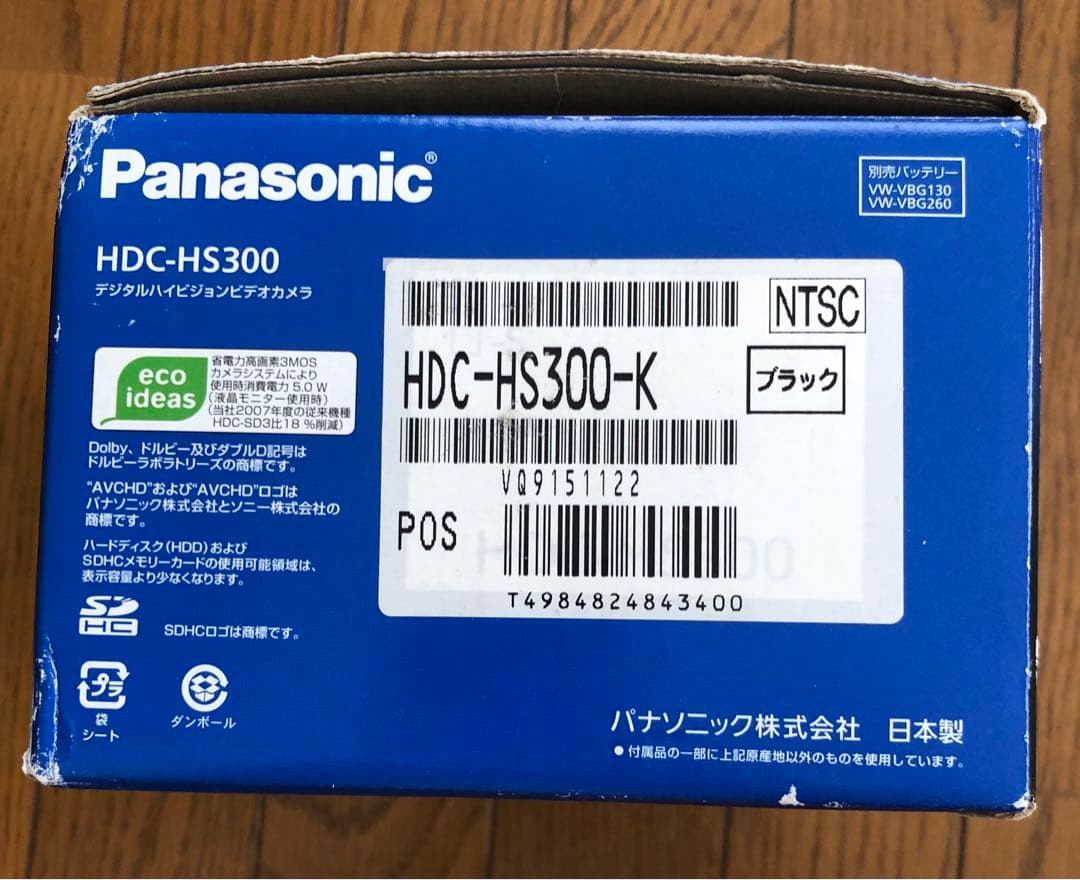 Panasonic®
別売バッテリー
VW-VBG130
VW-VBG260
HDC-HS300
デジタルハイビジョンビデオカメラ
eco
ideas
省電力高画素3MOS
カメラシステムにより
使用時消費電力 5.0 W
(液晶モニター使用時)
(当社2007年度の従来機種
HDC-SD3比18 %削減)
Dolby、ドルビー及びダブルD記号は
ドルビーラボラトリーズの商標です。
“AVCHD”および“AVCHD”ロゴは
パナソニック株式会社とソニー株式会社の
商標です。
ハードディスク(HDD)および
SDHCメモリーカードの使用可能領域は、
表示容量より少なくなります。
SD
HC
SDHCロゴは商標です。
プラ
袋
シート
ダンボール
NTSC
HDC-HS300-K
ブラック
VQ9151122
POS
T4984824843400
パナソニック株式会社 日本製
●付属品の一部に上記原産地以外のものを使用しています。